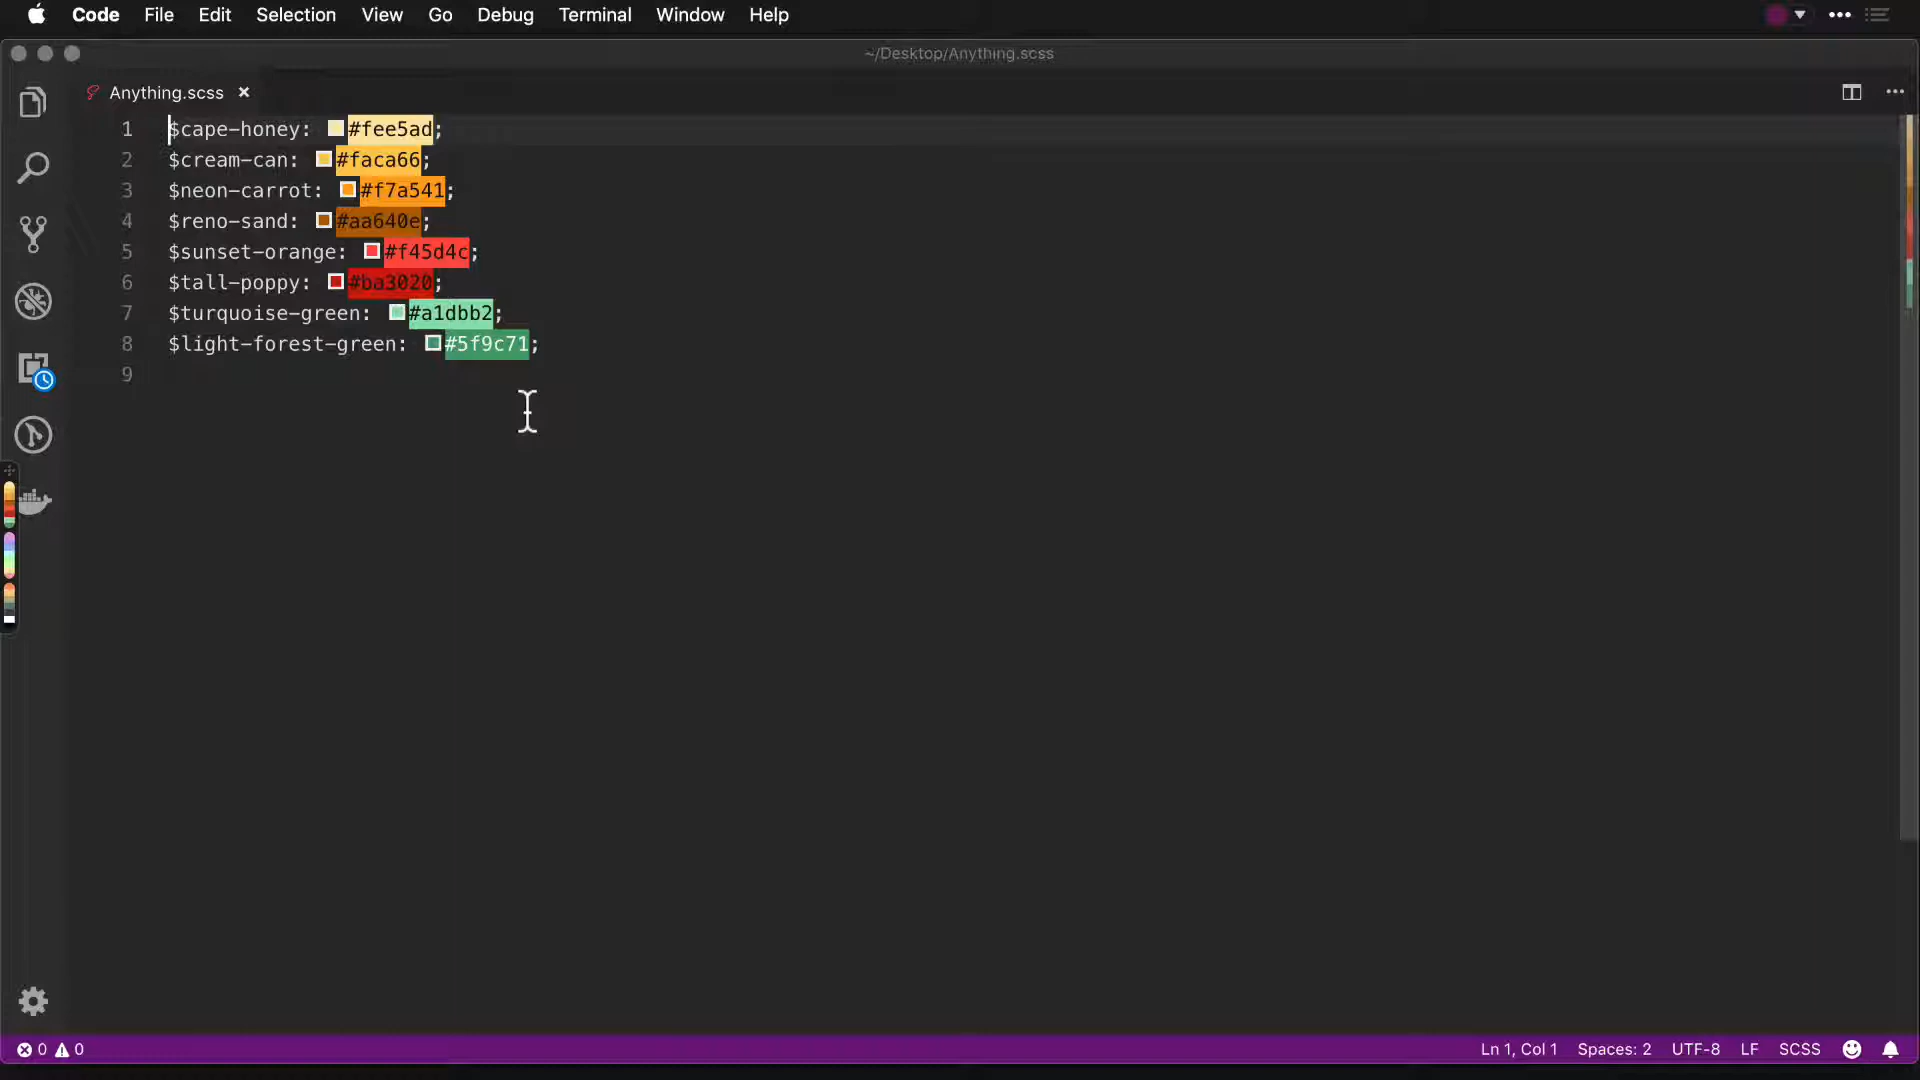 Code File Edit Selection View Go Debug Terminal Window Help
~/Desktop/Anything.scss
Anything.scss
1 $cape-honey: #fee5ad;
2 $cream-can: #faca66;
3 $neon-carrot: #f7a541;
4 $reno-sand: #aa640e;
5 $sunset-orange: #f45d4c;
6 $tall-poppy: #ba3020;
7 $turquoise-green: #a1dbb2;
8 $light-forest-green: #5f9c71;
9
0 0 Ln 1, Col 1 Spaces: 2 UTF-8 LF SCSS